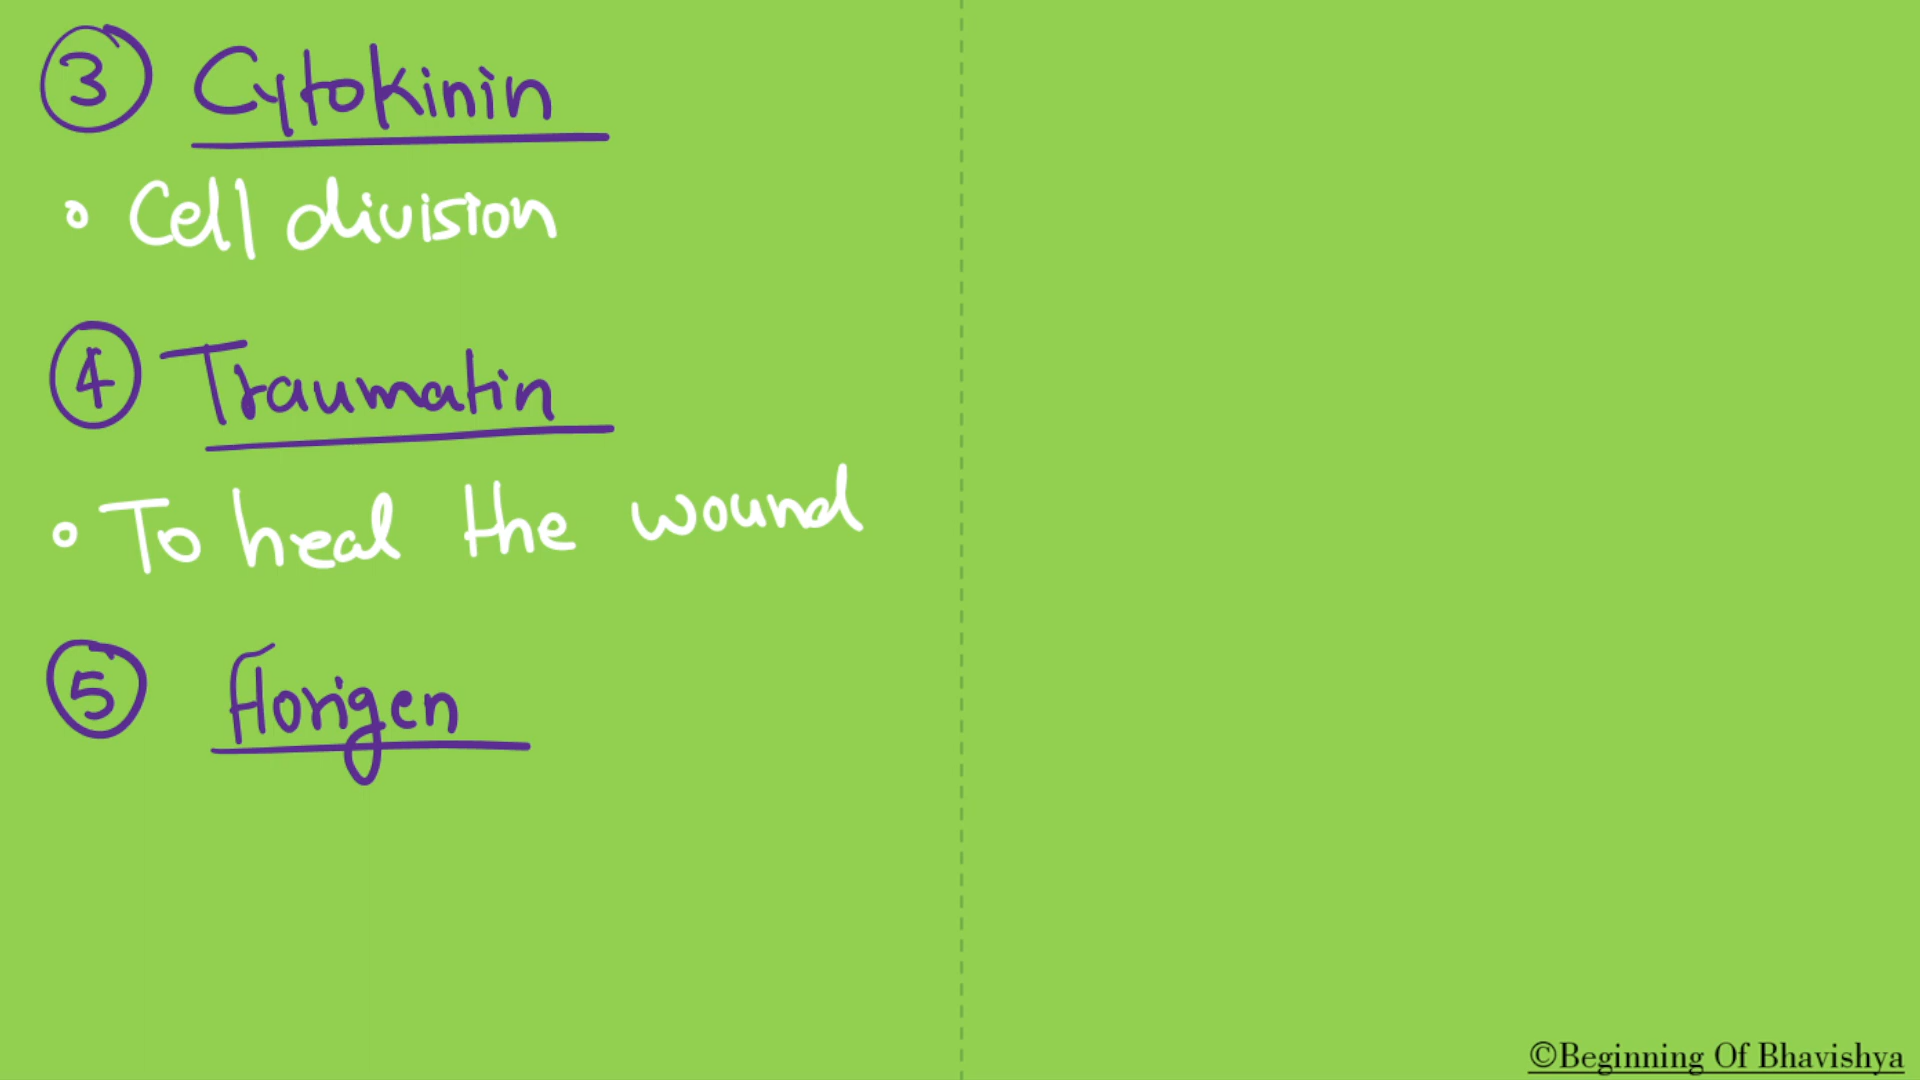 3 Cytokinin
• Cell division
4 Traumatin
• To heal the wound
5 florigen
©Beginning Of Bhavishya